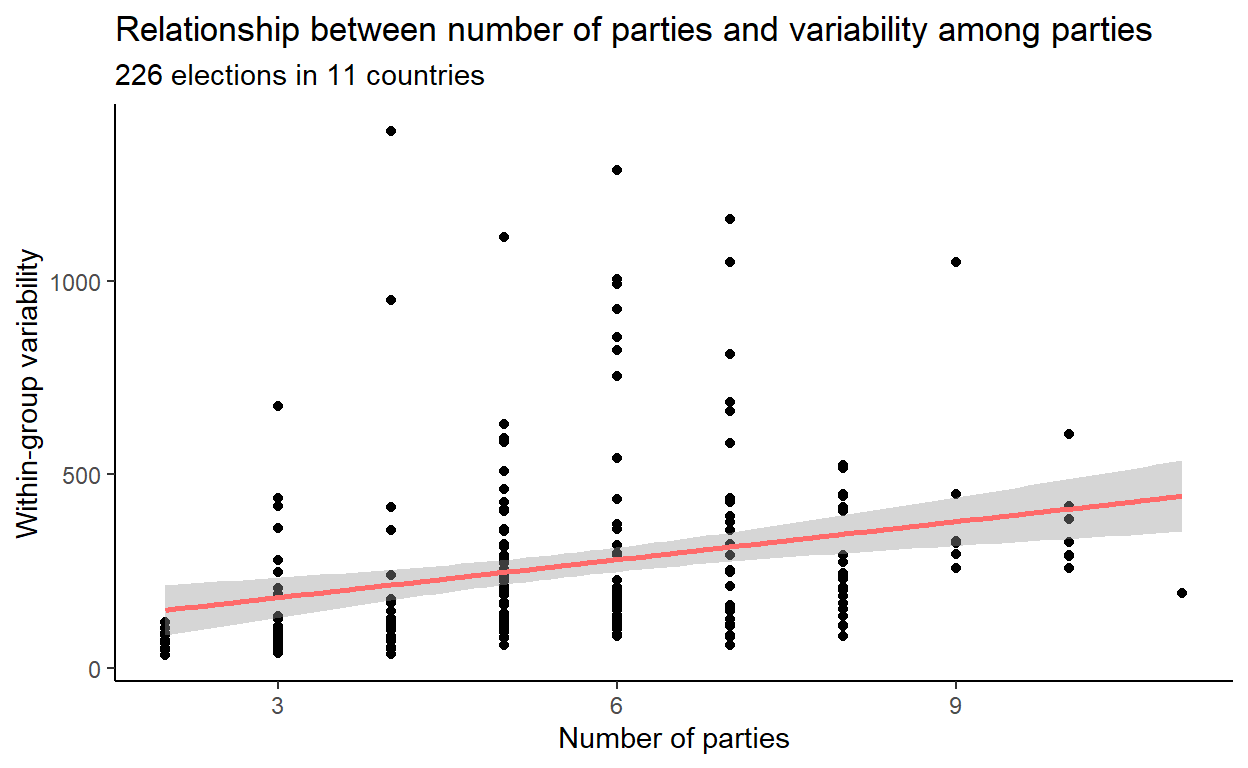 Relationship between number of parties and variability among parties
226 elections in 11 countries
Within-group variability
1000
500
0
3 6 9
Number of parties